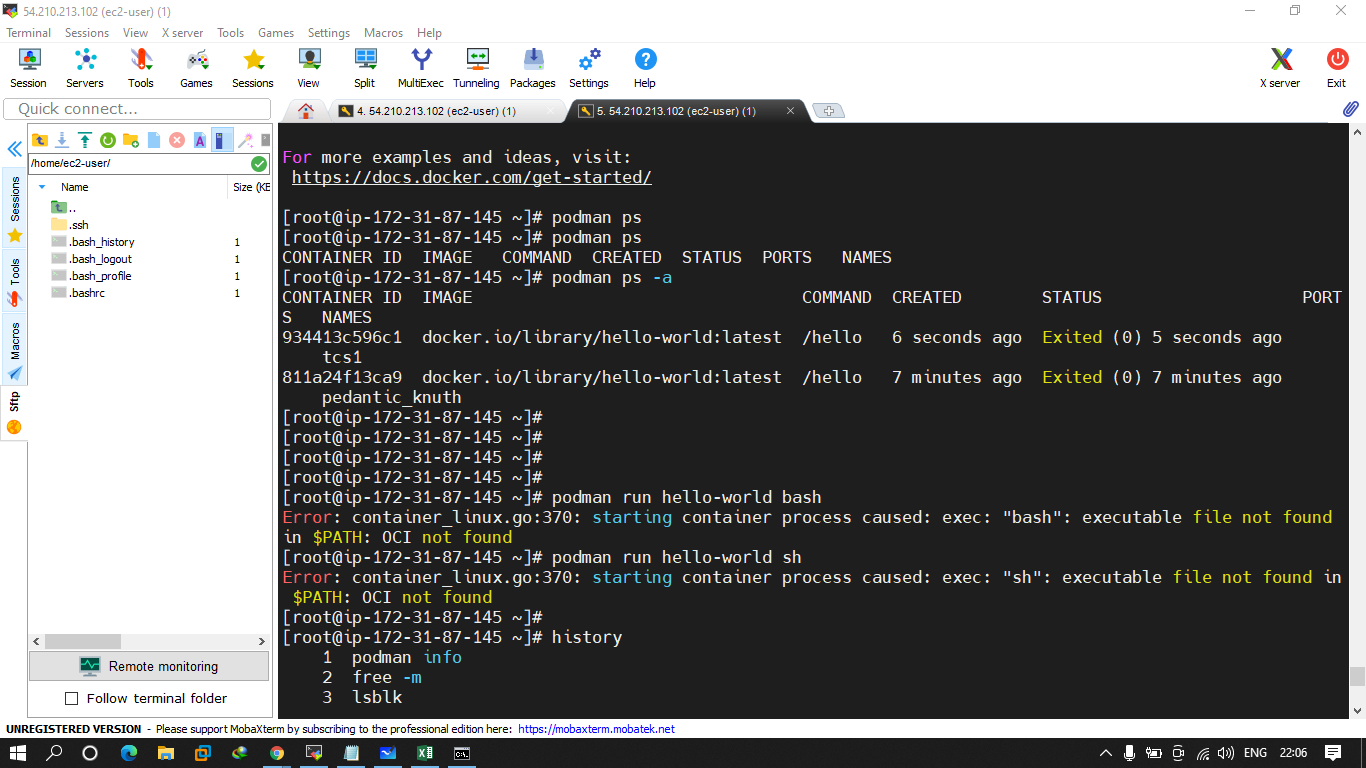 54.210.213.102 (ec2-user) (1)
Terminal Sessions View X server Tools Games Settings Macros Help
Session Servers Tools Games Sessions View Split MultiExec Tunneling Packages Settings Help X server Exit
Quick connect...
4. 54.210.213.102 (ec2-user) (1)
5. 54.210.213.102 (ec2-user) (1)
/home/ec2-user/
Name Size (KB
..
.ssh
.bash_history 1
.bash_logout 1
.bash_profile 1
.bashrc 1
Sessions
Tools
Macros
Sftp
Remote monitoring
Follow terminal folder
For more examples and ideas, visit:
https://docs.docker.com/get-started/
[root@ip-172-31-87-145 ~]# podman ps
[root@ip-172-31-87-145 ~]# podman ps
CONTAINER ID IMAGE COMMAND CREATED STATUS PORTS NAMES
[root@ip-172-31-87-145 ~]# podman ps -a
CONTAINER ID IMAGE COMMAND CREATED STATUS PORT
S NAMES
934413c596c1 docker.io/library/hello-world:latest /hello 6 seconds ago Exited (0) 5 seconds ago
tcs1
811a24f13ca9 docker.io/library/hello-world:latest /hello 7 minutes ago Exited (0) 7 minutes ago
pedantic_knuth
[root@ip-172-31-87-145 ~]#
[root@ip-172-31-87-145 ~]#
[root@ip-172-31-87-145 ~]#
[root@ip-172-31-87-145 ~]#
[root@ip-172-31-87-145 ~]# podman run hello-world bash
Error: container_linux.go:370: starting container process caused: exec: "bash": executable file not found
in $PATH: OCI not found
[root@ip-172-31-87-145 ~]# podman run hello-world sh
Error: container_linux.go:370: starting container process caused: exec: "sh": executable file not found in
$PATH: OCI not found
[root@ip-172-31-87-145 ~]#
[root@ip-172-31-87-145 ~]# history
1 podman info
2 free -m
3 lsblk
UNREGISTERED VERSION - Please support MobaXterm by subscribing to the professional edition here: https://mobaxterm.mobatek.net
ENG 22:06